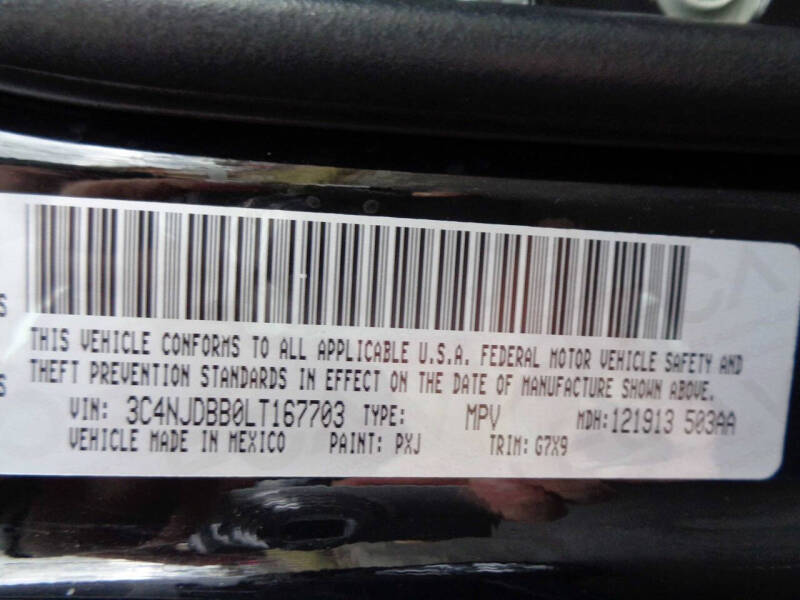 THIS VEHICLE CONFORMS TO ALL APPLICABLE U.S.A. FEDERAL MOTOR VEHICLE SAFETY AND
THEFT PREVENTION STANDARDS IN EFFECT ON THE DATE OF MANUFACTURE SHOWN ABOVE.
VIN: 3C4NJDBB0LT167703 TYPE: MPV MDH:121913 503AA
VEHICLE MADE IN MEXICO PAINT: PXJ TRIM: G7X9